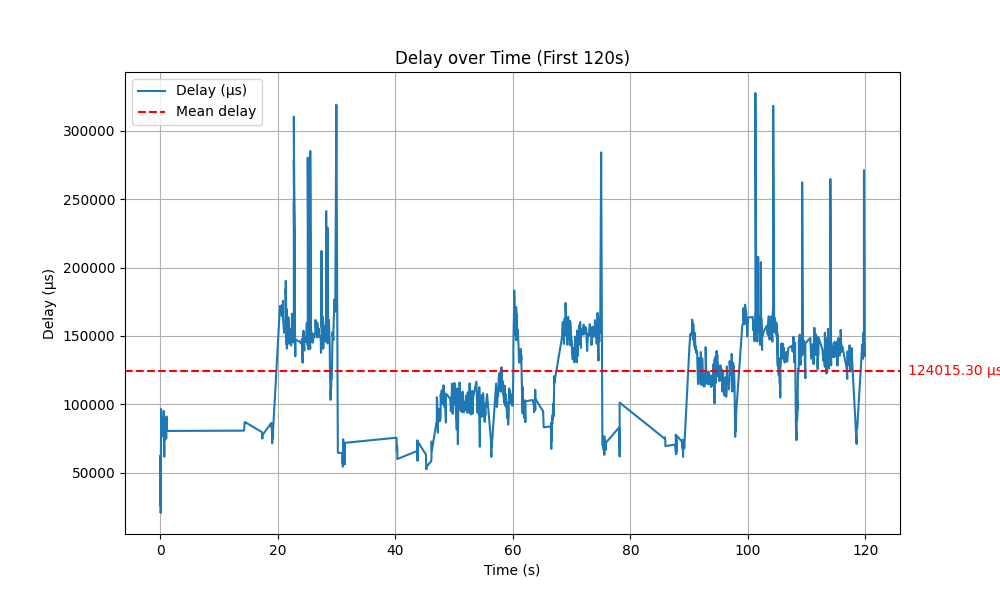 Delay over Time (First 120s)
Delay (μs)
Mean delay
300000
250000
200000
150000
100000
50000
Delay (μs)
124015.30 μs
0 20 40 60 80 100 120
Time (s)